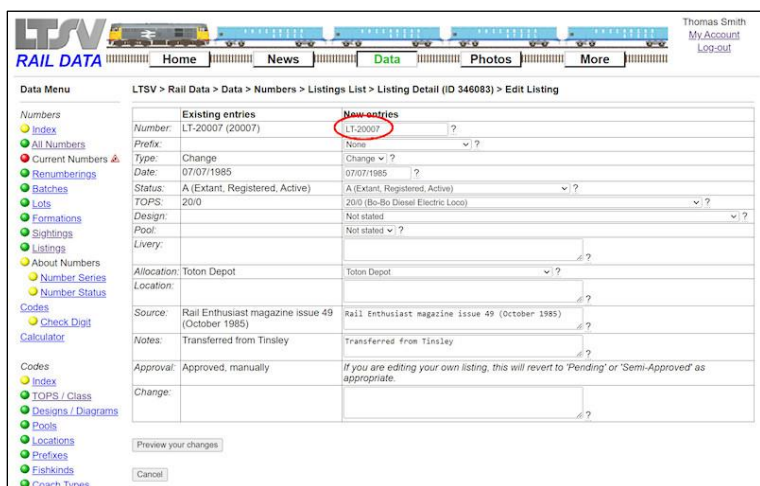 LTSV
RAIL DATA
Home
News
Data
Photos
More
Thomas Smith
My Account
Log-out
Data Menu
Numbers
Index
All Numbers
Current Numbers
Renumberings
Batches
Lots
Formations
Sightings
Listings
About Numbers
Number Series
Number Status
Codes
Check Digit
Calculator
Codes
Index
TOPS / Class
Designs / Diagrams
Pools
Locations
Prefixes
Fishkinds
Coach Types
LTSV > Rail Data > Data > Numbers > Listings List > Listing Detail (ID 346083) > Edit Listing
Existing entries New entries
Number: LT-20007 (20007) LT-20007 ?
Prefix: None ?
Type: Change Change ?
Date: 07/07/1985 07/07/1985 ?
Status: A (Extant, Registered, Active) A (Extant, Registered, Active) ?
TOPS: 20/0 20/0 (Bo-Bo Diesel Electric Loco) ?
Design: Not stated ?
Pool: Not stated ?
Livery: ?
Allocation: Toton Depot Toton Depot ?
Location: ?
Source: Rail Enthusiast magazine issue 49 Rail Enthusiast magazine issue 49 (October 1985)
(October 1985) ?
Notes: Transferred from Tinsley Transferred from Tinsley ?
Approval: Approved, manually If you are editing your own listing, this will revert to 'Pending' or 'Semi-Approved' as
appropriate.
Change: ?
Preview your changes
Cancel